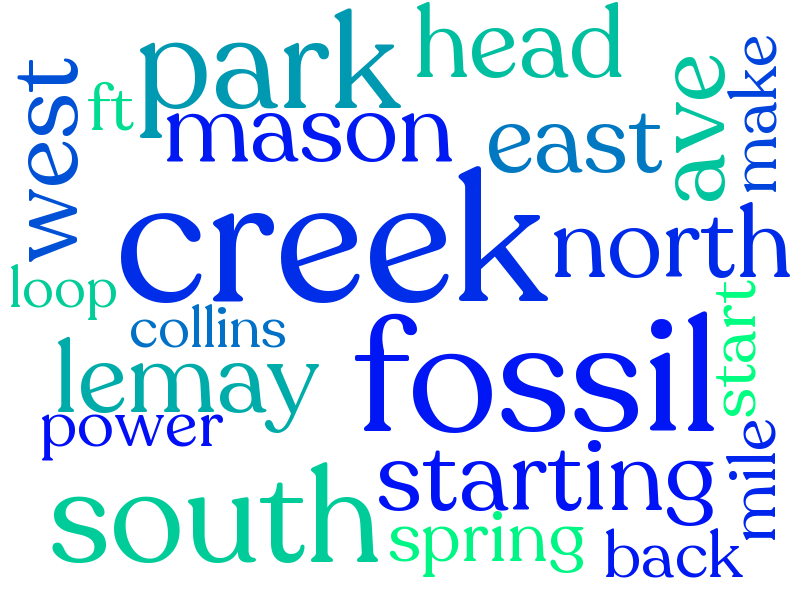 head
park
west
ft
mason
east
ave
make
creek
north
loop
collins
start
fossil
lemay
power
starting
mile
south
spring
back